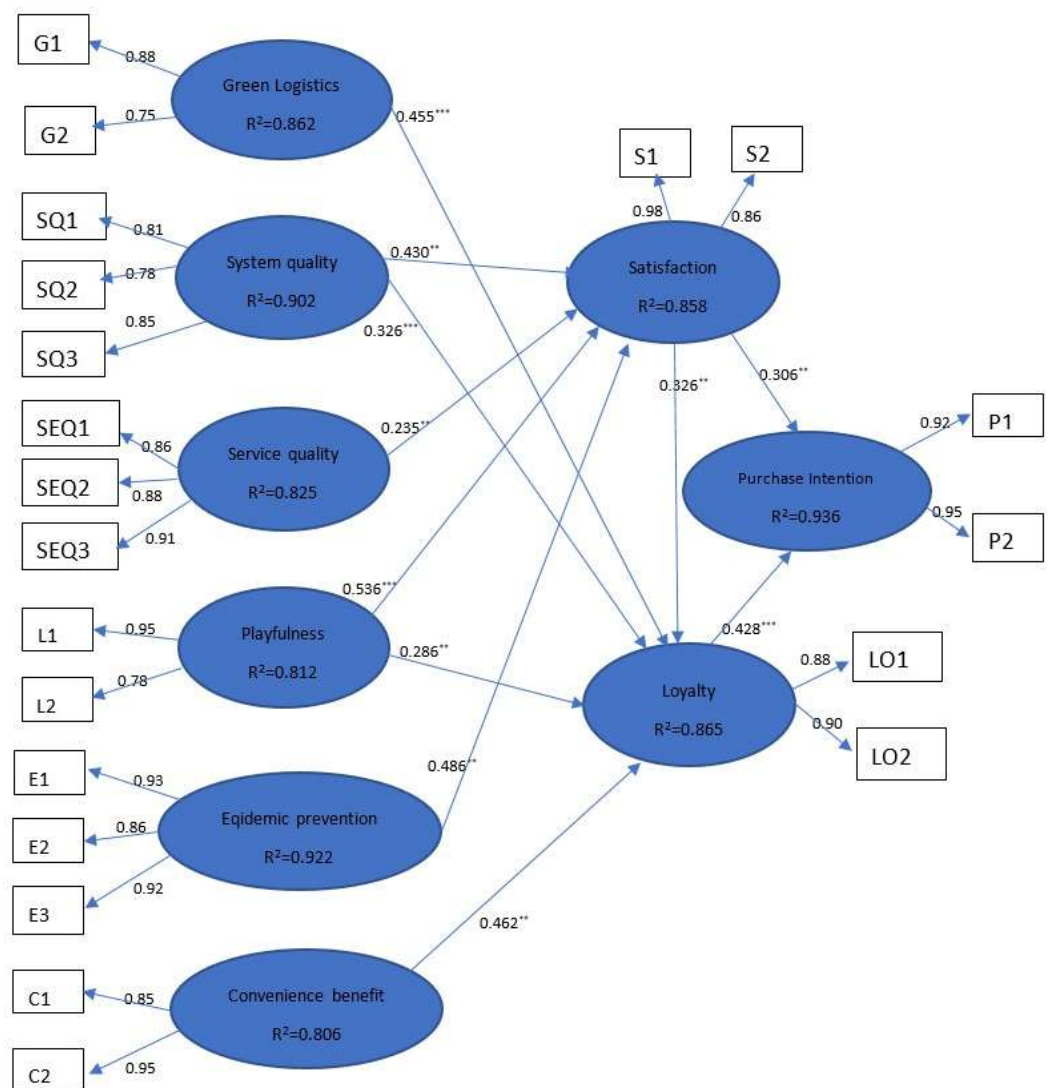 G1
0.88
G2
0.75
Green Logistics
R²=0.862
0.455***
SQ1
0.81
SQ2
0.78
SQ3
0.85
System quality
R²=0.902
0.430**
0.326***
SEQ1
0.86
SEQ2
0.88
SEQ3
0.91
Service quality
R²=0.825
0.235**
L1
0.95
L2
0.78
Playfulness
R²=0.812
0.536***
0.286**
E1
0.93
E2
0.86
E3
0.92
Eqidemic prevention
R²=0.922
0.486**
C1
0.85
C2
0.95
Convenience benefit
R²=0.806
0.462**
S1
S2
0.98
0.86
Satisfaction
R²=0.858
0.326**
0.306**
Purchase Intention
R²=0.936
0.92
P1
0.95
P2
0.428***
Loyalty
R²=0.865
0.88
LO1
0.90
LO2